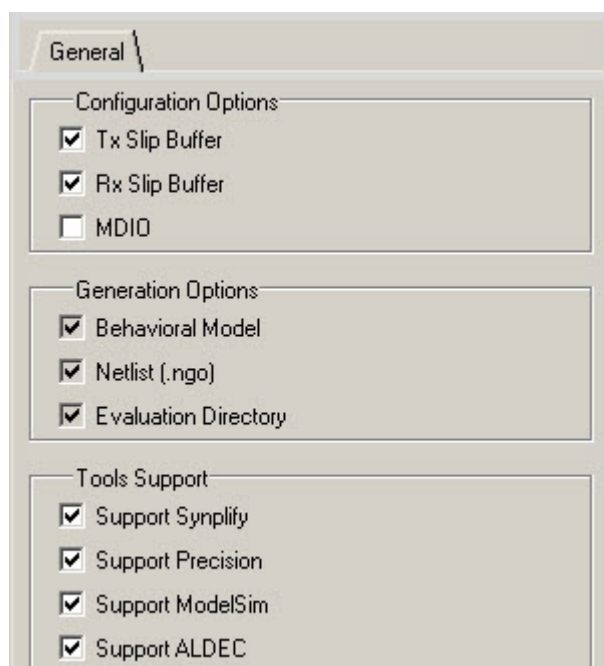 General
Configuration Options
Tx Slip Buffer
Rx Slip Buffer
MDIO
Generation Options
Behavioral Model
Netlist (.ngo)
Evaluation Directory
Tools Support
Support Synplify
Support Precision
Support ModelSim
Support ALDEC